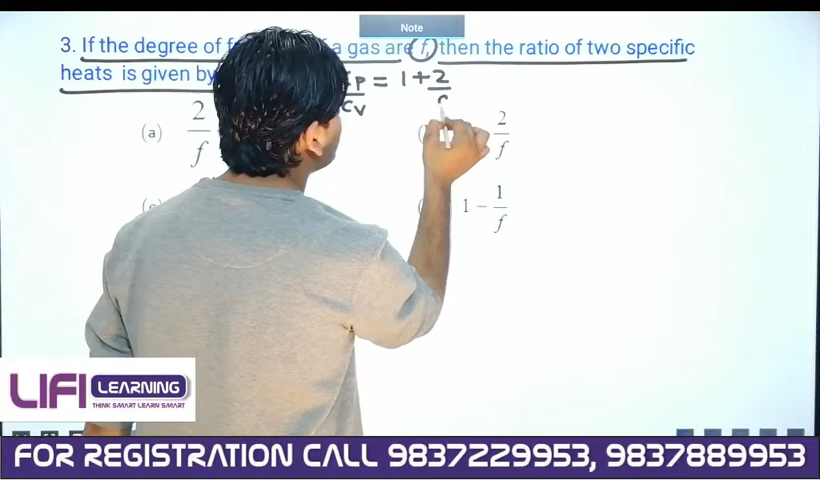 Note
3. If the degree of a gas are f, then the ratio of two specific
heats is given by = 1 + 2
Cv
(a) 2 2
f f
1 - 1
f
LIFI LEARNING
THINK SMART LEARN SMART
FOR REGISTRATION CALL 9837229953, 9837889953